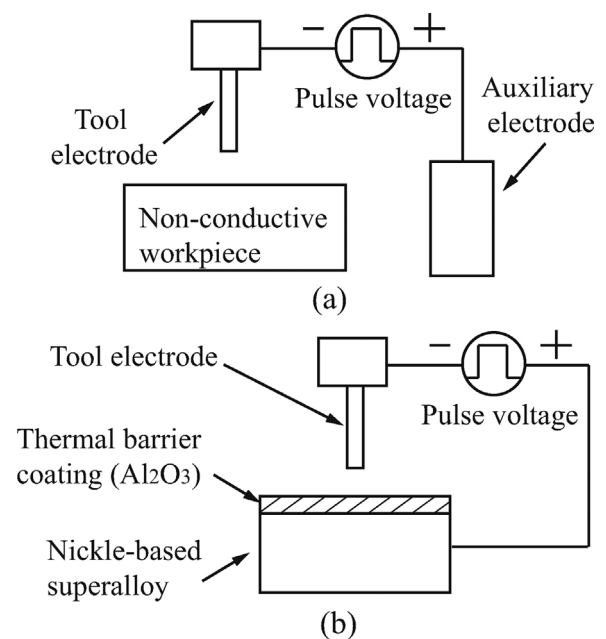 − +
Pulse voltage
Tool
electrode
Auxiliary
electrode
Non-conductive
workpiece
(a)
Tool electrode
− +
Pulse voltage
Thermal barrier
coating (Al2O3)
Nickle-based
superalloy
(b)